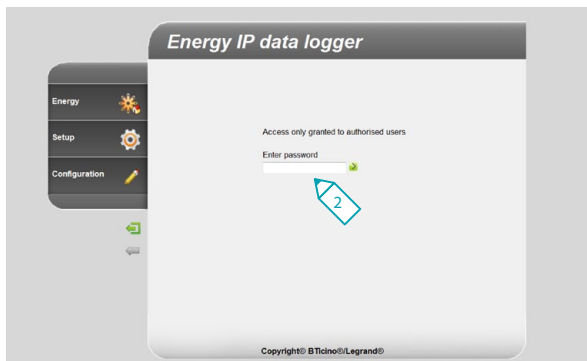 Energy IP data logger
Energy
Setup
Configuration
Access only granted to authorised users
Enter password
2
Copyright© BTicino®/Legrand®